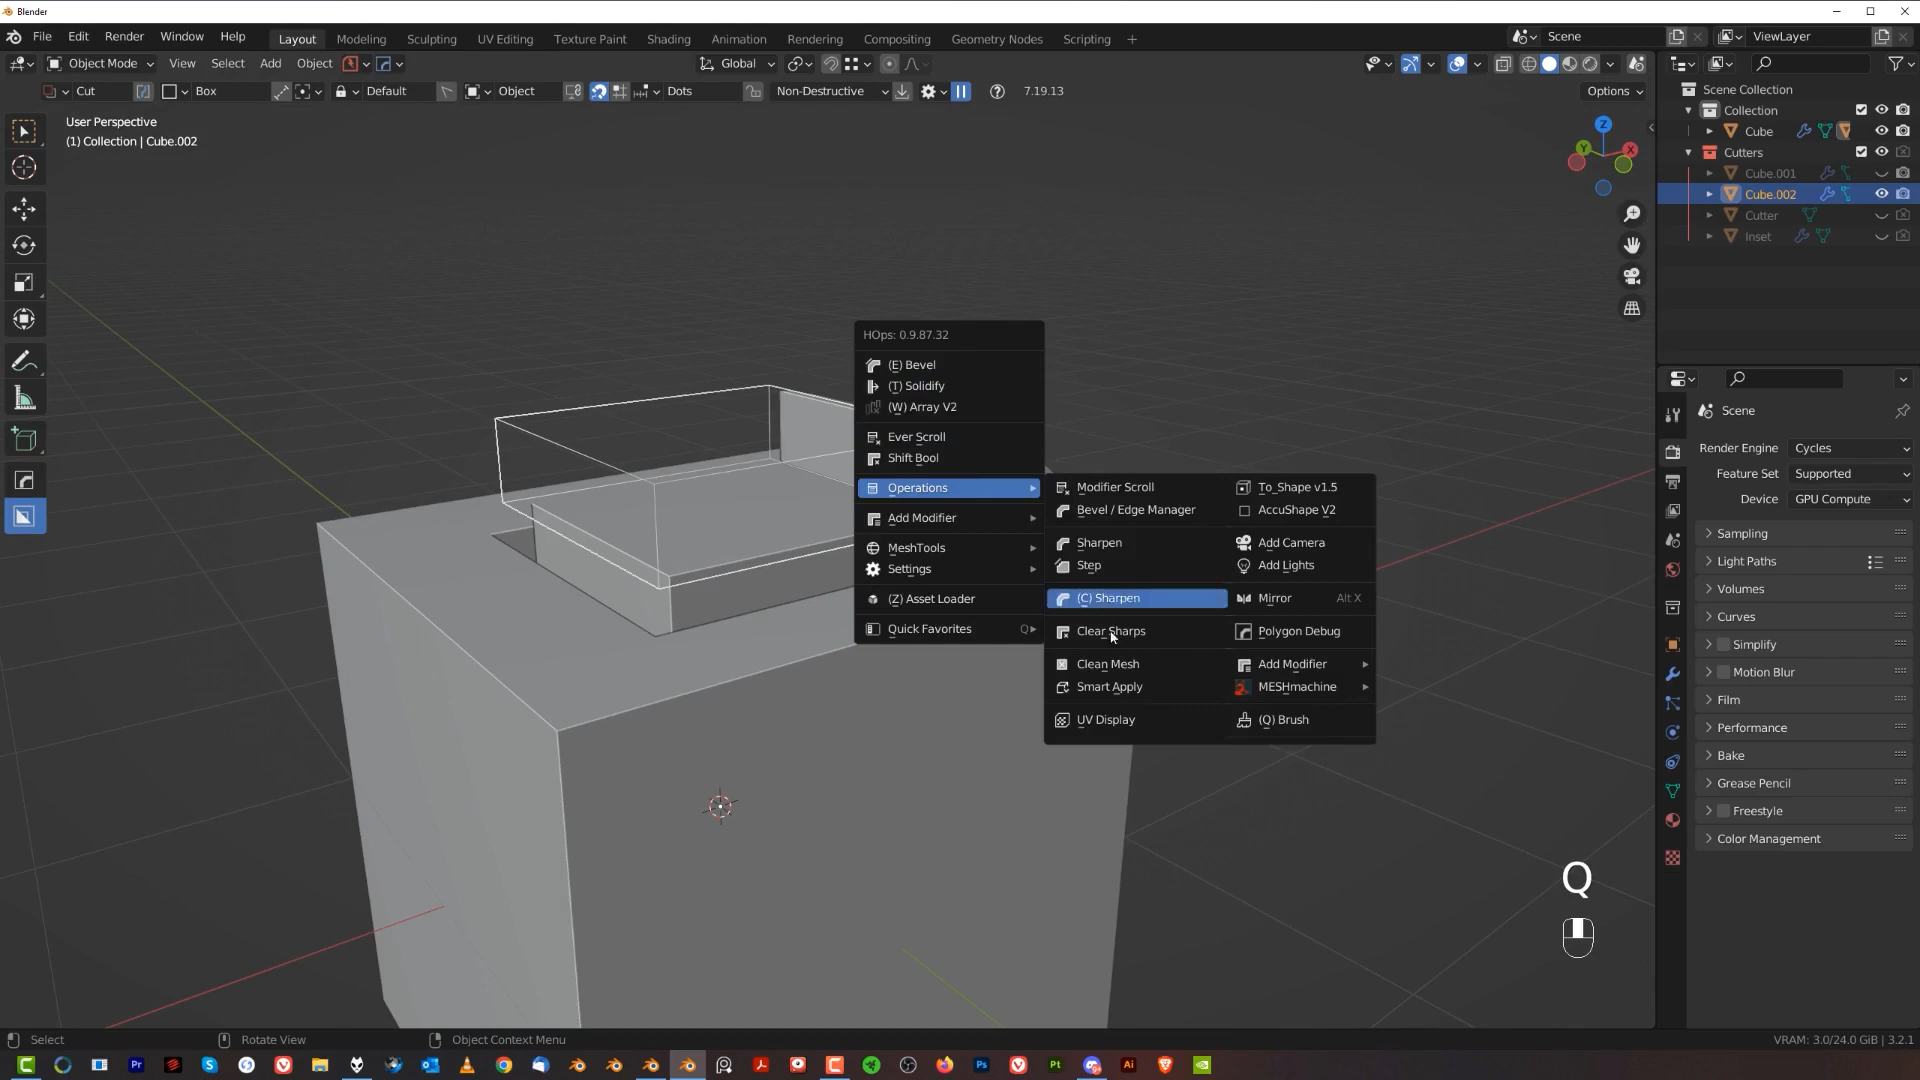 Blender
File Edit Render Window Help Layout Modeling Sculpting UV Editing Texture Paint Shading Animation Rendering Compositing Geometry Nodes Scripting + Scene ViewLayer
Object Mode View Select Add Object Global
Cut Box Default Object Dots Non-Destructive 7.19.13 Options
User Perspective
(1) Collection | Cube.002
Z
Y
X
Scene Collection
Collection
Cube
Cutters
Cube.001
Cube.002
Cutter
Inset
HOps: 0.9.87.32
(E) Bevel
(T) Solidify
(W) Array V2
Ever Scroll
Shift Bool
Operations
Add Modifier
MeshTools
Settings
(Z) Asset Loader
Quick Favorites Q
Modifier Scroll
Bevel / Edge Manager
Sharpen
Step
(C) Sharpen
Clear Sharps
Clean Mesh
Smart Apply
UV Display
To_Shape v1.5
AccuShape V2
Add Camera
Add Lights
Mirror Alt X
Polygon Debug
Add Modifier
MESHmachine
(Q) Brush
Scene
Render Engine Cycles
Feature Set Supported
Device GPU Compute
Sampling
Light Paths
Volumes
Curves
Simplify
Motion Blur
Film
Performance
Bake
Grease Pencil
Freestyle
Color Management
Q
Select Rotate View Object Context Menu VRAM: 3.0/24.0 GiB | 3.2.1
Pr S Ps Pt Ai